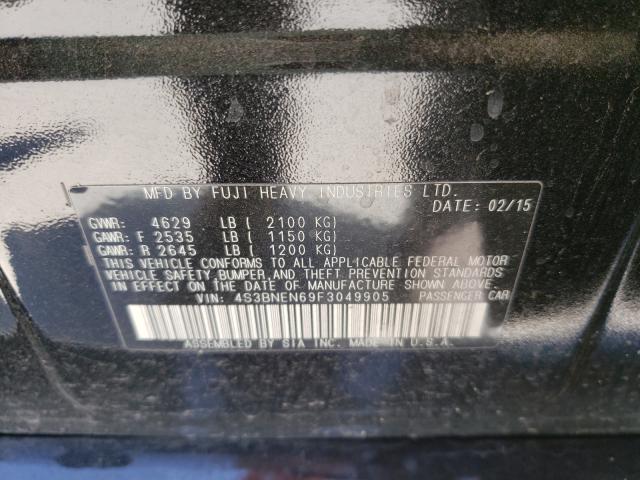 MFD BY FUJI HEAVY INDUSTRIES LTD.
DATE: 02/15
GVWR: 4629 LB ( 2100 KG)
GAWR: F 2535 LB ( 1150 KG)
GAWR: R 2645 LB ( 1200 KG)
THIS VEHICLE CONFORMS TO ALL APPLICABLE FEDERAL MOTOR
VEHICLE SAFETY, BUMPER, AND THEFT PREVENTION STANDARDS
IN EFFECT ON THE DATE OF MANUFACTURE SHOWN ABOVE.
VIN: 4S3BNEN69F3049905 PASSENGER CAR
ASSEMBLED BY SIA INC. MADE IN U.S.A.